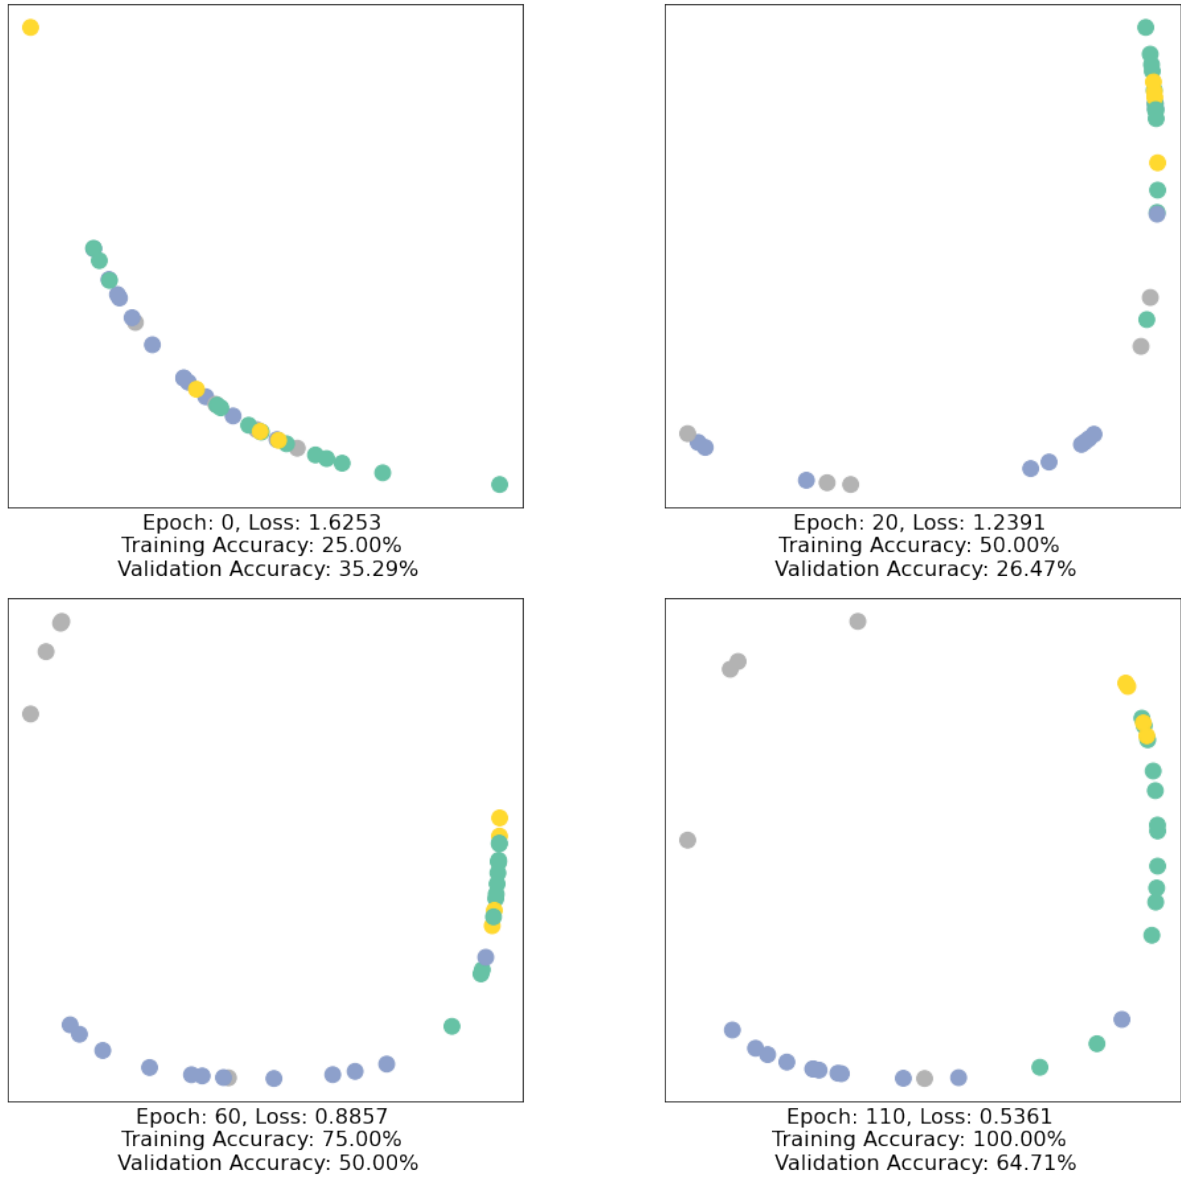 Epoch: 0, Loss: 1.6253
Training Accuracy: 25.00%
Validation Accuracy: 35.29%
Epoch: 20, Loss: 1.2391
Training Accuracy: 50.00%
Validation Accuracy: 26.47%
Epoch: 60, Loss: 0.8857
Training Accuracy: 75.00%
Validation Accuracy: 50.00%
Epoch: 110, Loss: 0.5361
Training Accuracy: 100.00%
Validation Accuracy: 64.71%